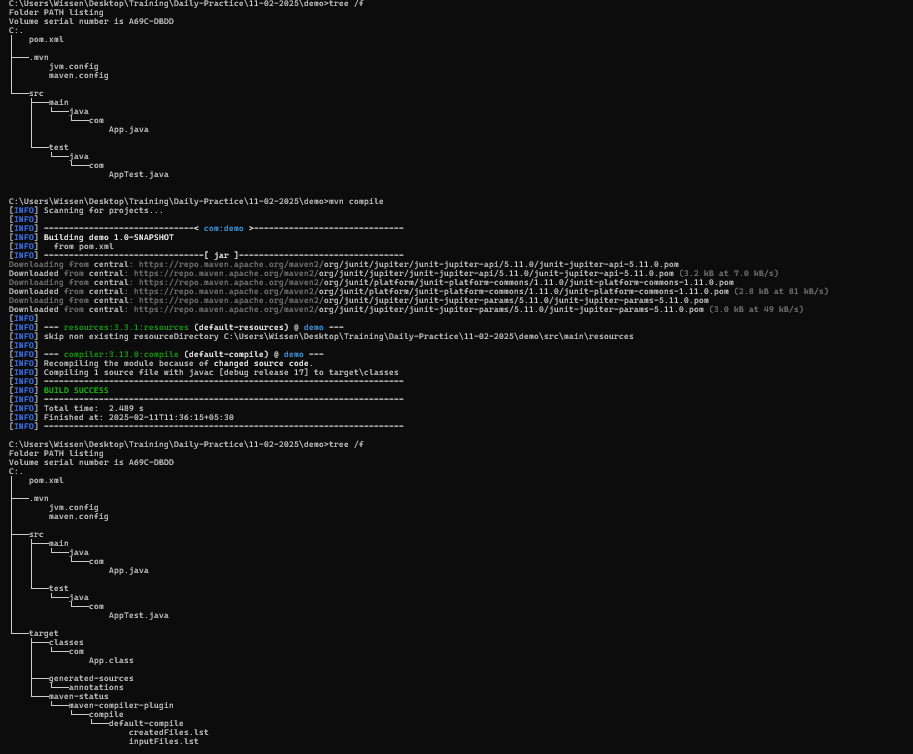 C:\Users\Wissen\Desktop\Training\Daily-Practice\11-02-2025\demo>tree /f
Folder PATH listing
Volume serial number is A69C-DBDD
C:.
│   pom.xml
│
├───.mvn
│       jvm.config
│       maven.config
│
└───src
    ├───main
    │   └───java
    │       └───com
    │               App.java
    │
    └───test
        └───java
            └───com
                    AppTest.java
C:\Users\Wissen\Desktop\Training\Daily-Practice\11-02-2025\demo>mvn compile
[INFO] Scanning for projects...
[INFO]
[INFO] ------------------------------< com:demo >------------------------------
[INFO] Building demo 1.0-SNAPSHOT
[INFO]   from pom.xml
[INFO] --------------------------------[ jar ]---------------------------------
Downloading from central: https://repo.maven.apache.org/maven2/org/junit/jupiter/junit-jupiter-api/5.11.0/junit-jupiter-api-5.11.0.pom
Downloaded from central: https://repo.maven.apache.org/maven2/org/junit/jupiter/junit-jupiter-api/5.11.0/junit-jupiter-api-5.11.0.pom (3.2 kB at 7.0 kB/s)
Downloading from central: https://repo.maven.apache.org/maven2/org/junit/platform/junit-platform-commons/1.11.0/junit-platform-commons-1.11.0.pom
Downloaded from central: https://repo.maven.apache.org/maven2/org/junit/platform/junit-platform-commons/1.11.0/junit-platform-commons-1.11.0.pom (2.8 kB at 81 kB/s)
Downloading from central: https://repo.maven.apache.org/maven2/org/junit/jupiter/junit-jupiter-params/5.11.0/junit-jupiter-params-5.11.0.pom
Downloaded from central: https://repo.maven.apache.org/maven2/org/junit/jupiter/junit-jupiter-params/5.11.0/junit-jupiter-params-5.11.0.pom (3.0 kB at 49 kB/s)
[INFO]
[INFO] --- resources:3.3.1:resources (default-resources) @ demo ---
[INFO] skip non existing resourceDirectory C:\Users\Wissen\Desktop\Training\Daily-Practice\11-02-2025\demo\src\main\resources
[INFO]
[INFO] --- compiler:3.13.0:compile (default-compile) @ demo ---
[INFO] Recompiling the module because of changed source code.
[INFO] Compiling 1 source file with javac [debug release 17] to target\classes
[INFO] ------------------------------------------------------------------------
[INFO] BUILD SUCCESS
[INFO] ------------------------------------------------------------------------
[INFO] Total time:  2.489 s
[INFO] Finished at: 2025-02-11T11:36:15+05:30
[INFO] ------------------------------------------------------------------------
C:\Users\Wissen\Desktop\Training\Daily-Practice\11-02-2025\demo>tree /f
Folder PATH listing
Volume serial number is A69C-DBDD
C:.
│   pom.xml
│
├───.mvn
│       jvm.config
│       maven.config
│
├───src
│   ├───main
│   │   └───java
│   │       └───com
│   │               App.java
│   │
│   └───test
│       └───java
│           └───com
│                   AppTest.java
│
└───target
    ├───classes
    │   └───com
    │           App.class
    │
    ├───generated-sources
    │   └───annotations
    └───maven-status
        └───maven-compiler-plugin
            └───compile
                └───default-compile
                        createdFiles.lst
                        inputFiles.lst